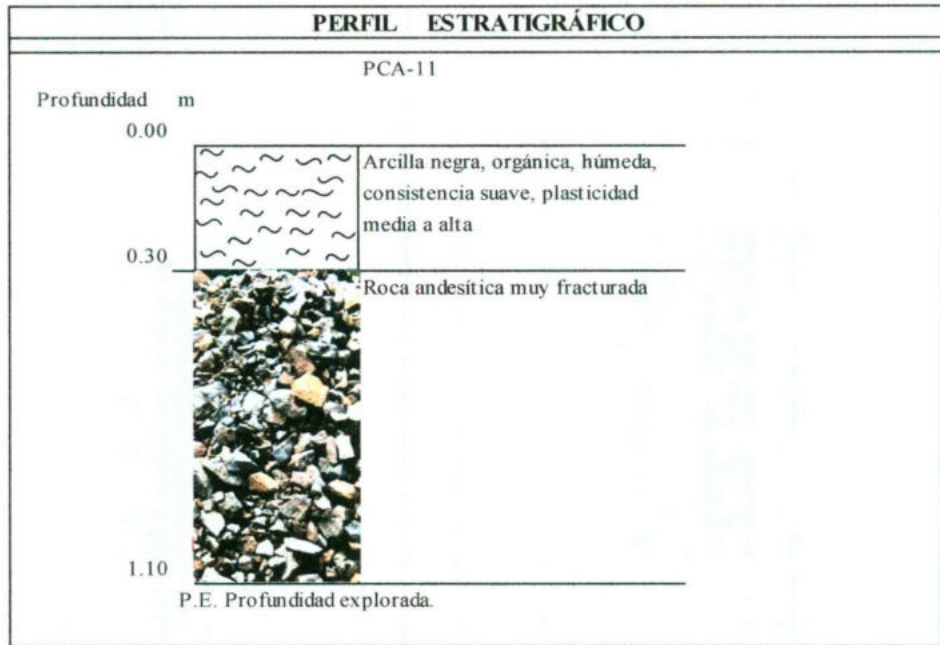 PERFIL ESTRATIGRÁFICO
PCA-11
Profundidad m
0.00
Arcilla negra, orgánica, húmeda,
consistencia suave, plasticidad
media a alta
0.30
Roca andesítica muy fracturada
1.10
P.E. Profundidad explorada.